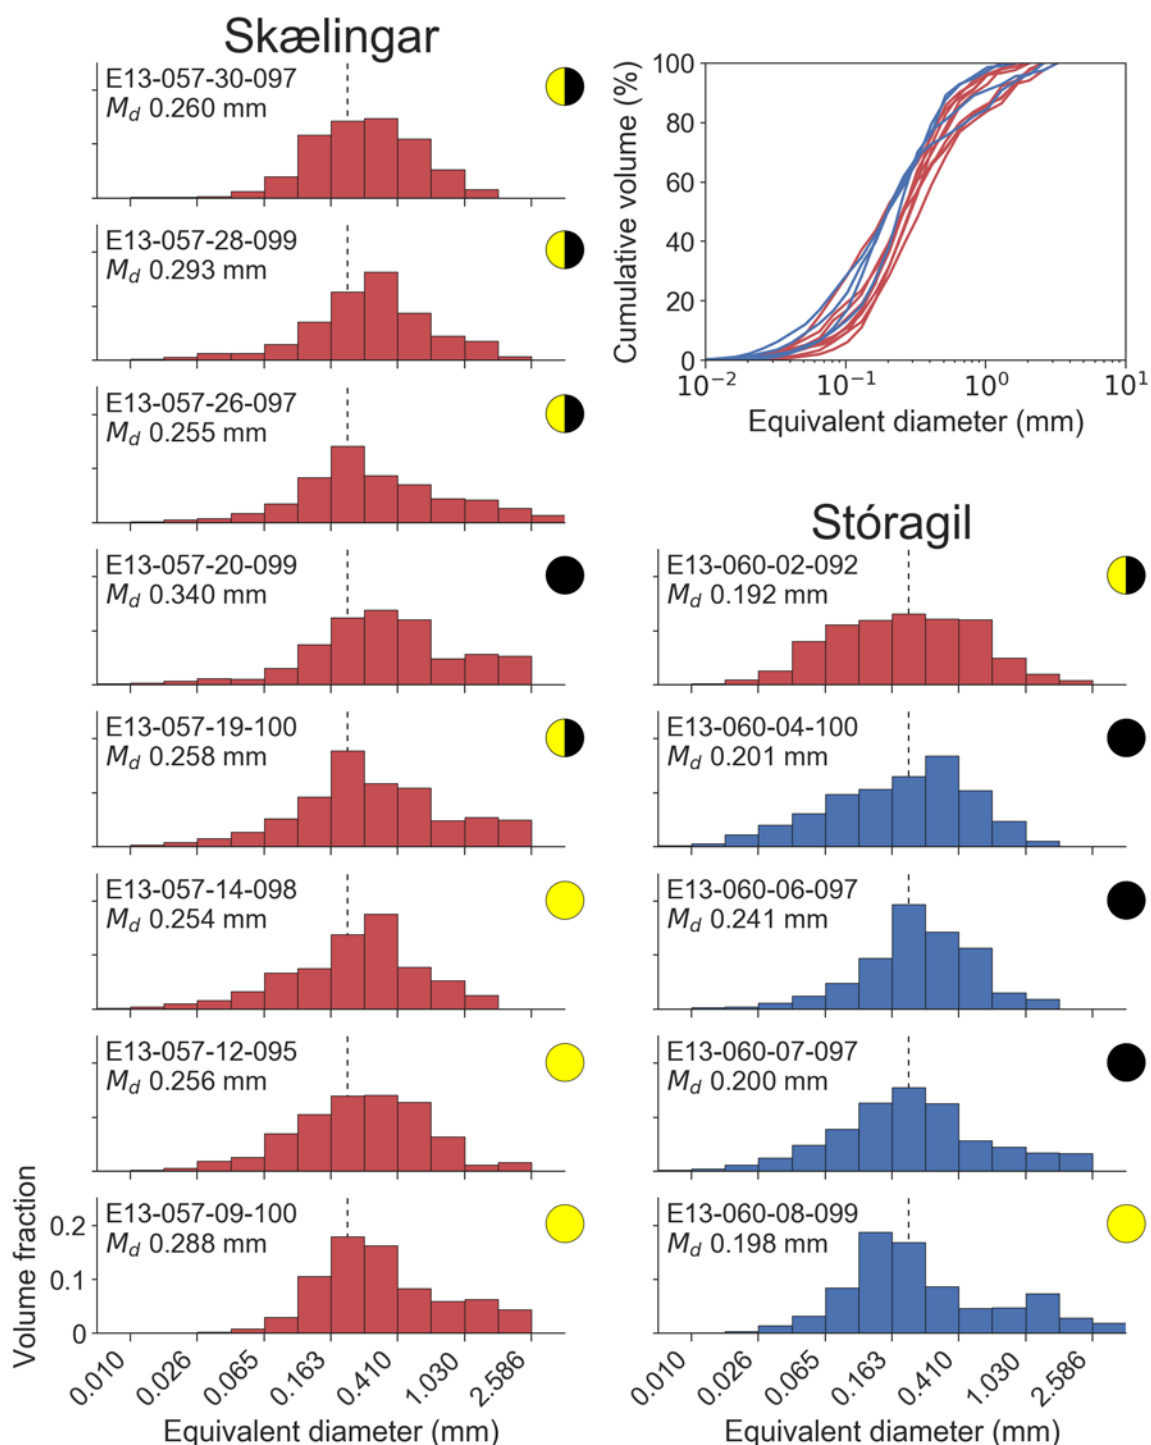 Skælingar
E13-057-30-097
Md 0.260 mm
E13-057-28-099
Md 0.293 mm
E13-057-26-097
Md 0.255 mm
E13-057-20-099
Md 0.340 mm
E13-057-19-100
Md 0.258 mm
E13-057-14-098
Md 0.254 mm
E13-057-12-095
Md 0.256 mm
E13-057-09-100
Md 0.288 mm
Volume fraction
0.2
0.1
0
0.010 0.026 0.065 0.163 0.410 1.030 2.586
Equivalent diameter (mm)
Cumulative volume (%)
100
80
60
40
20
0
10⁻² 10⁻¹ 10⁰ 10¹
Equivalent diameter (mm)
Stóragil
E13-060-02-092
Md 0.192 mm
E13-060-04-100
Md 0.201 mm
E13-060-06-097
Md 0.241 mm
E13-060-07-097
Md 0.200 mm
E13-060-08-099
Md 0.198 mm
0.010 0.026 0.065 0.163 0.410 1.030 2.586
Equivalent diameter (mm)